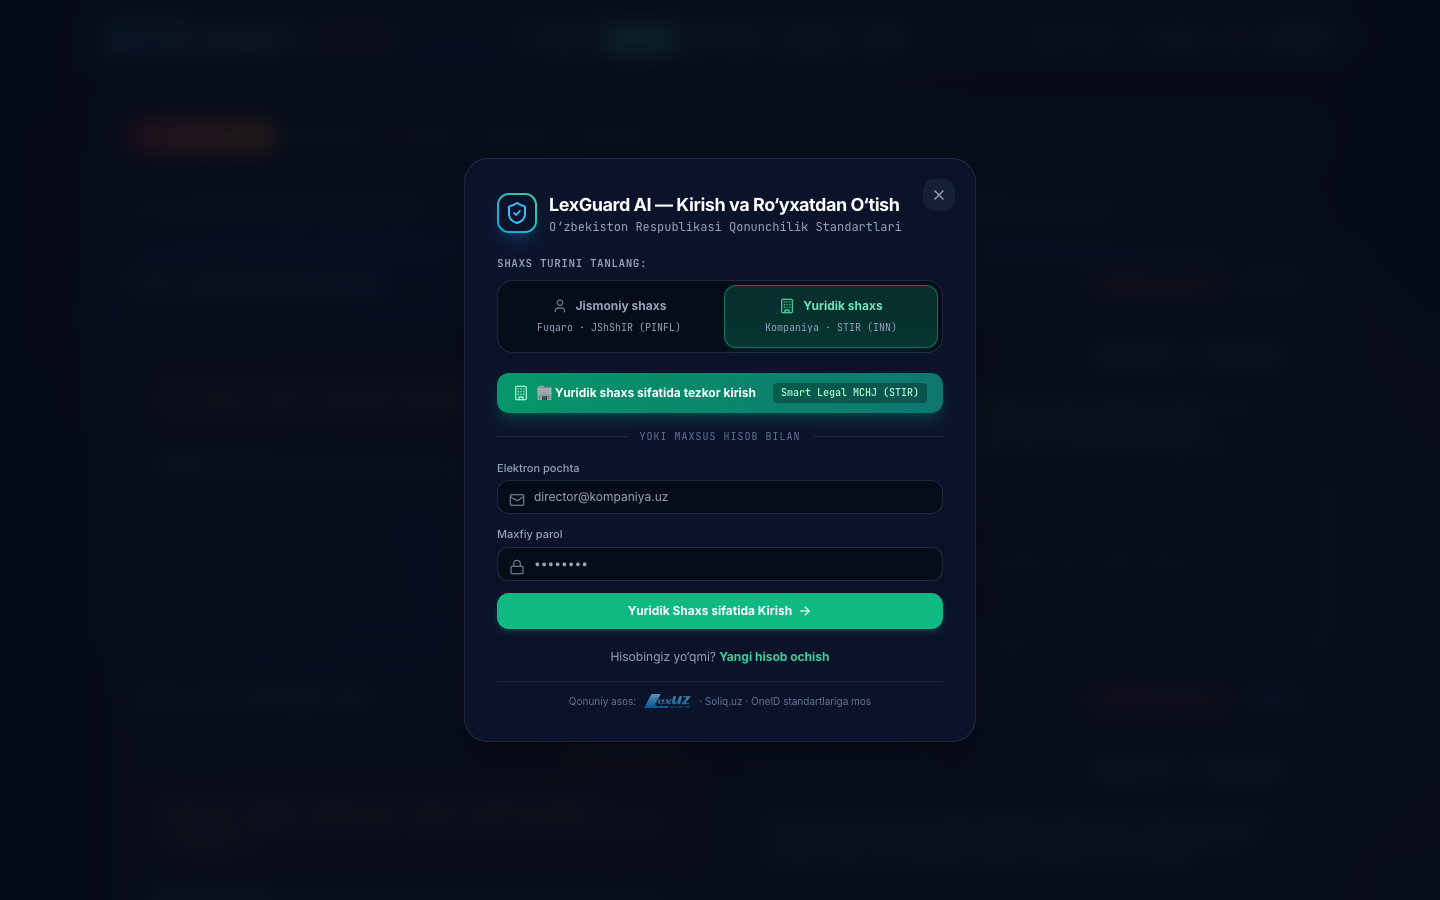 LexGuard AI — Kirish va Ro‘yxatdan O‘tish
O‘zbekiston Respublikasi Qonunchilik Standartlari
SHAXS TURINI TANLANG:
Jismoniy shaxs
Fuqaro · JShShIR (PINFL)
Yuridik shaxs
Kompaniya · STIR (INN)
Yuridik shaxs sifatida tezkor kirish Smart Legal MCHJ (STIR)
YOKI MAXSUS HISOB BILAN
Elektron pochta
director@kompaniya.uz
Maxfiy parol
••••••••
Yuridik Shaxs sifatida Kirish →
Hisobingiz yo‘qmi? Yangi hisob ochish
Qonuniy asos: LexUZ · Soliq.uz · OneID standartlariga mos